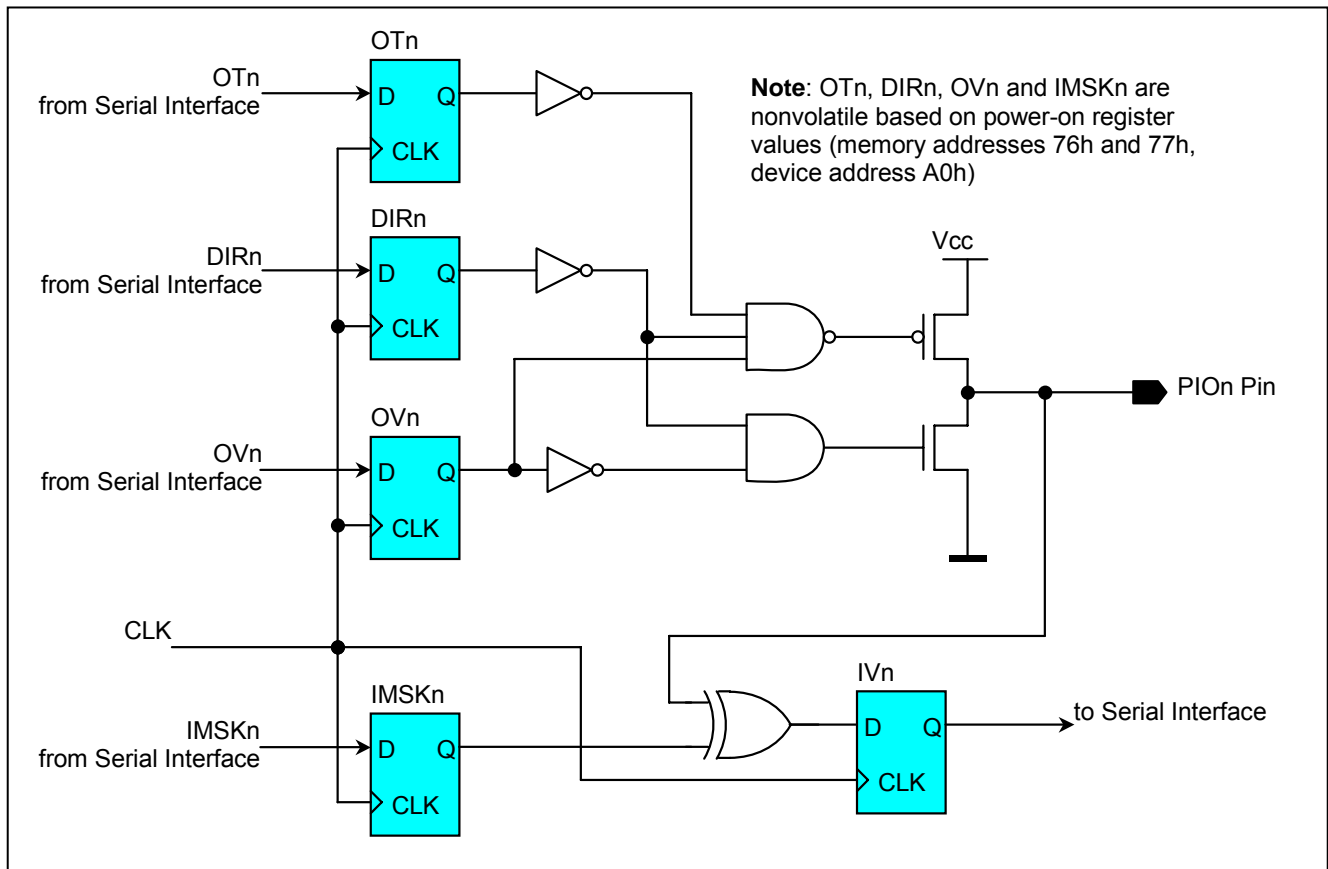 OTn
OTn
from Serial Interface
D Q
CLK
Note: OTn, DIRn, OVn and IMSKn are
nonvolatile based on power-on register
values (memory addresses 76h and 77h,
device address A0h)
DIRn
DIRn
from Serial Interface
D Q
CLK
Vcc
PIOn Pin
OVn
OVn
from Serial Interface
D Q
CLK
CLK
IMSKn
IMSKn
from Serial Interface
D Q
CLK
IVn
D Q
CLK
to Serial Interface